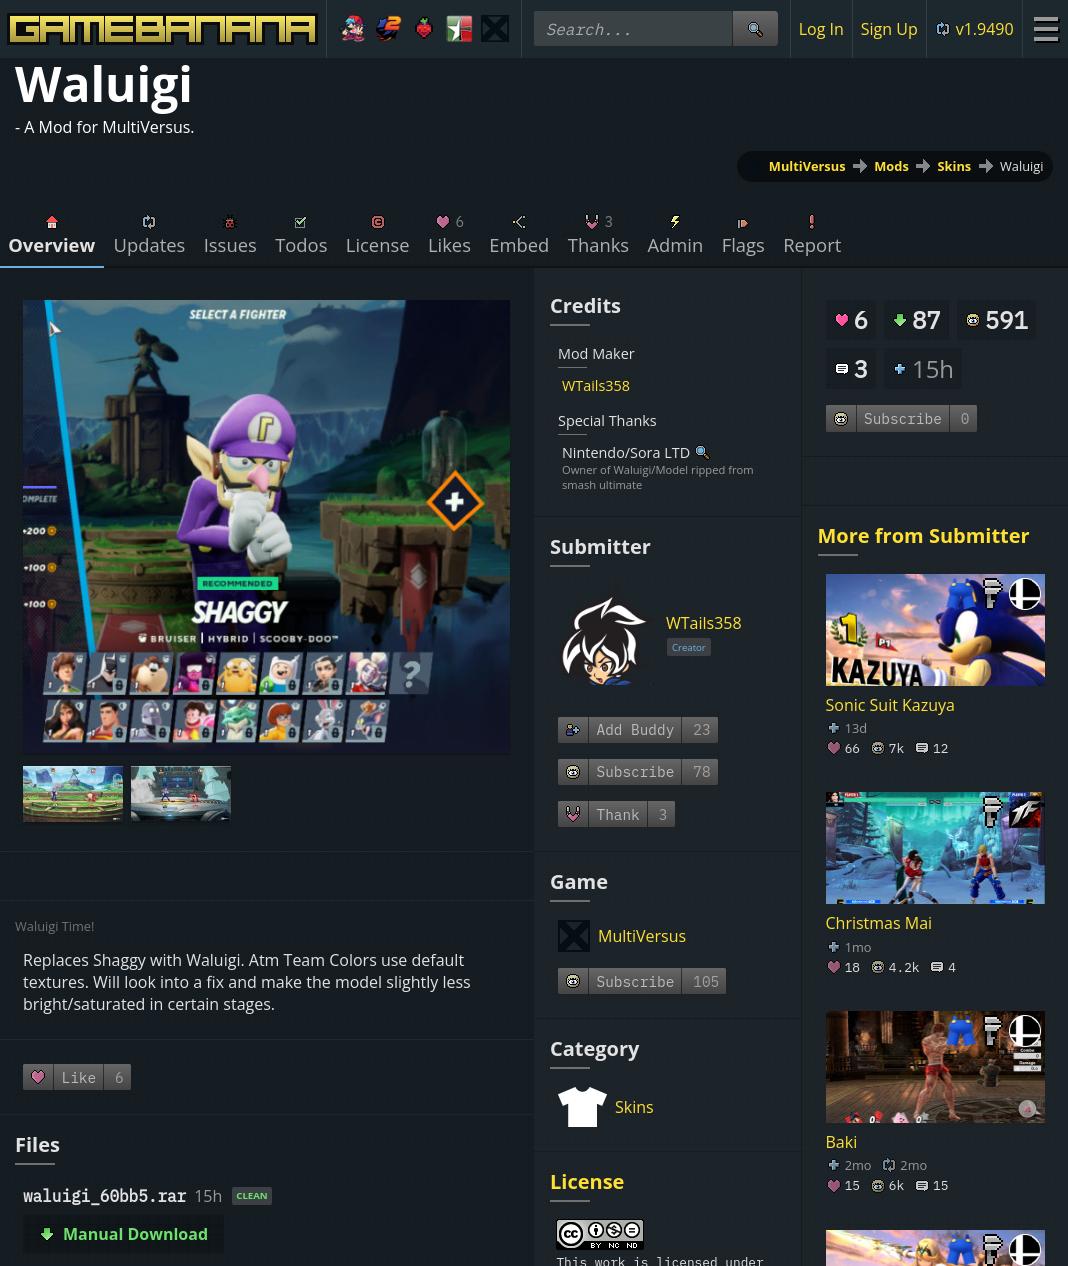 GAMEBANANA
Search...
Log In
Sign Up
v1.9490
Waluigi
- A Mod for MultiVersus.
MultiVersus
Mods
Skins
Waluigi
Overview
Updates
Issues
Todos
License
6
Likes
Embed
3
Thanks
Admin
Flags
Report
SELECT A FIGHTER
+200
+100
+100
RECOMMENDED
SHAGGY
BRUISER | HYBRID | SCOOBY-DOO™
?
Waluigi Time!
Replaces Shaggy with Waluigi. Atm Team Colors use default
textures. Will look into a fix and make the model slightly less
bright/saturated in certain stages.
Like 6
Files
waluigi_60bb5.rar 15h CLEAN
Manual Download
Credits
Mod Maker
WTails358
Special Thanks
Nintendo/Sora LTD
Owner of Waluigi/Model ripped from
smash ultimate
Submitter
WTails358
Creator
Add Buddy 23
Subscribe 78
Thank 3
Game
MultiVersus
Subscribe 105
Category
Skins
License
cc
BY NC ND
This work is licensed under
6 87 591
3 15h
Subscribe 0
More from Submitter
1
P1
KAZUYA
Sonic Suit Kazuya
13d
66 7k 12
Christmas Mai
1mo
18 4.2k 4
Baki
2mo 2mo
15 6k 15